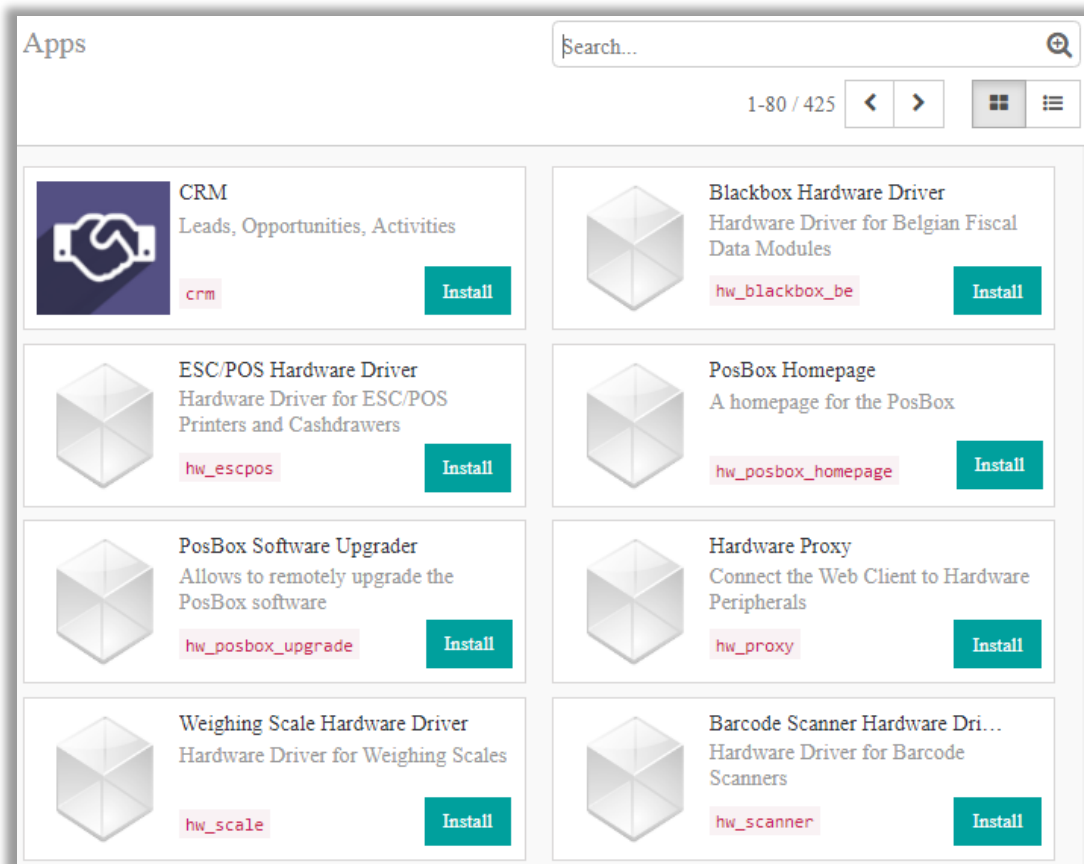 Apps
Search...
1-80 / 425
CRM
Leads, Opportunities, Activities
crm
Install
Blackbox Hardware Driver
Hardware Driver for Belgian Fiscal
Data Modules
hw_blackbox_be
Install
ESC/POS Hardware Driver
Hardware Driver for ESC/POS
Printers and Cashdrawers
hw_escpos
Install
PosBox Homepage
A homepage for the PosBox
hw_posbox_homepage
Install
PosBox Software Upgrader
Allows to remotely upgrade the
PosBox software
hw_posbox_upgrade
Install
Hardware Proxy
Connect the Web Client to Hardware
Peripherals
hw_proxy
Install
Weighing Scale Hardware Driver
Hardware Driver for Weighing Scales
hw_scale
Install
Barcode Scanner Hardware Dri...
Hardware Driver for Barcode
Scanners
hw_scanner
Install